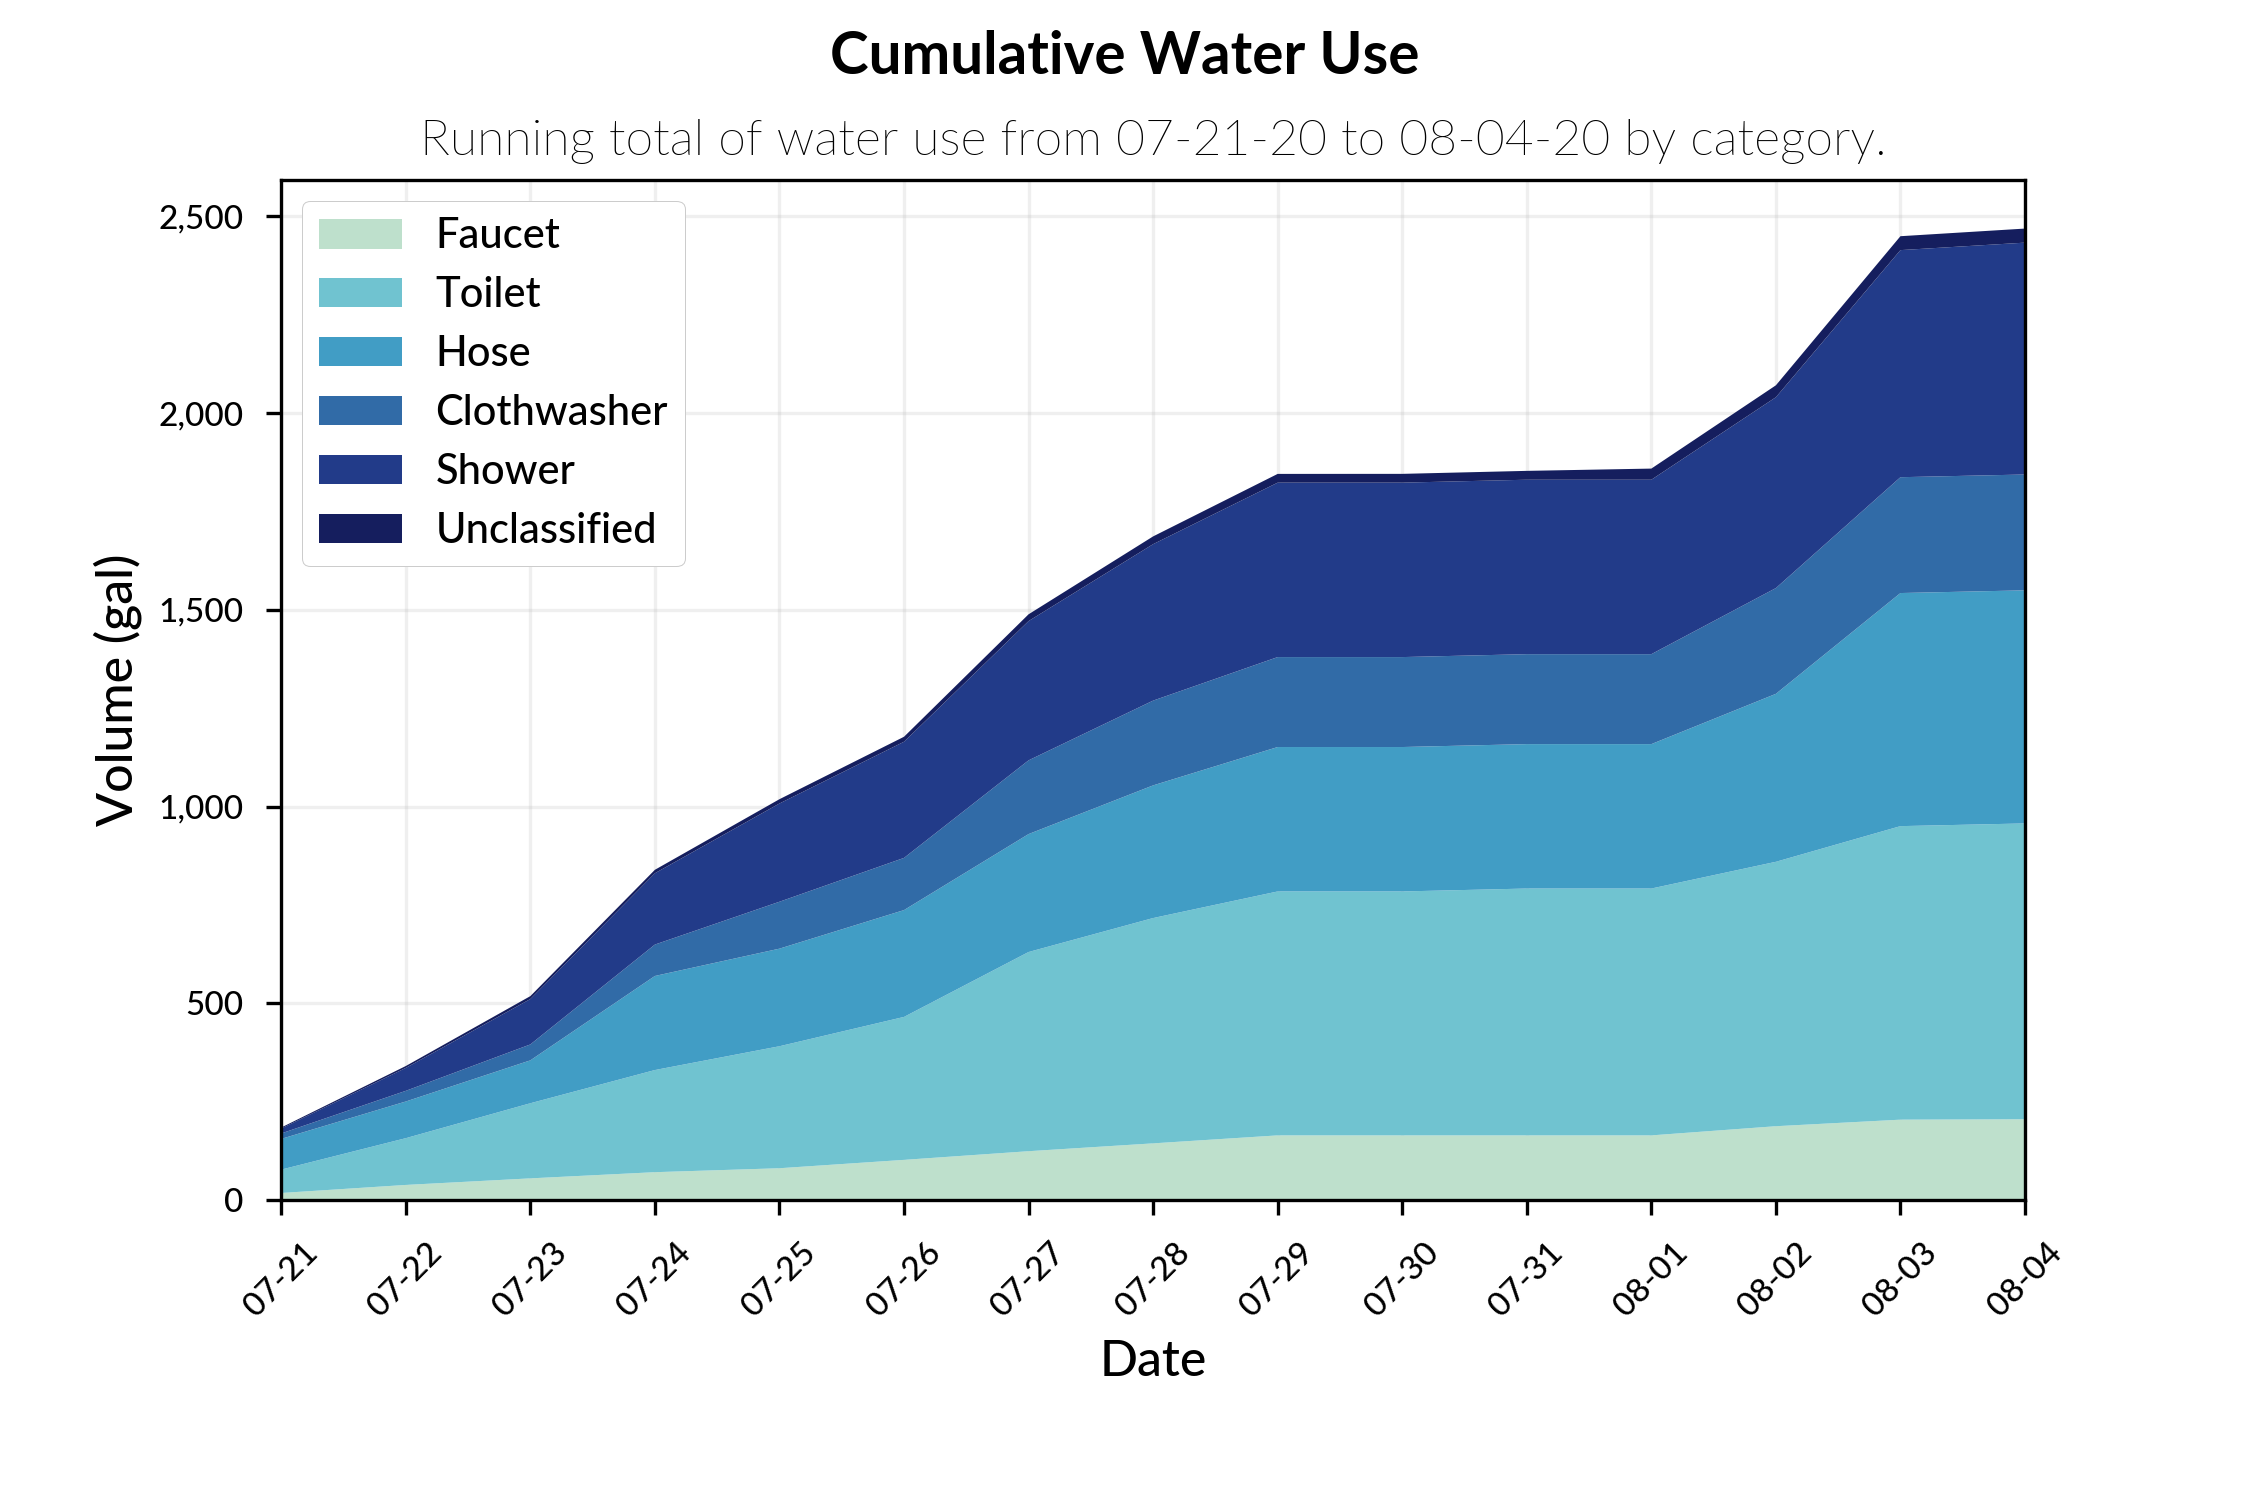 Cumulative Water Use
Running total of water use from 07-21-20 to 08-04-20 by category.
Faucet
Toilet
Hose
Clothwasher
Shower
Unclassified
Volume (gal)
2,500
2,000
1,500
1,000
500
0
07-21
07-22
07-23
07-24
07-25
07-26
07-27
07-28
07-29
07-30
07-31
08-01
08-02
08-03
08-04
Date